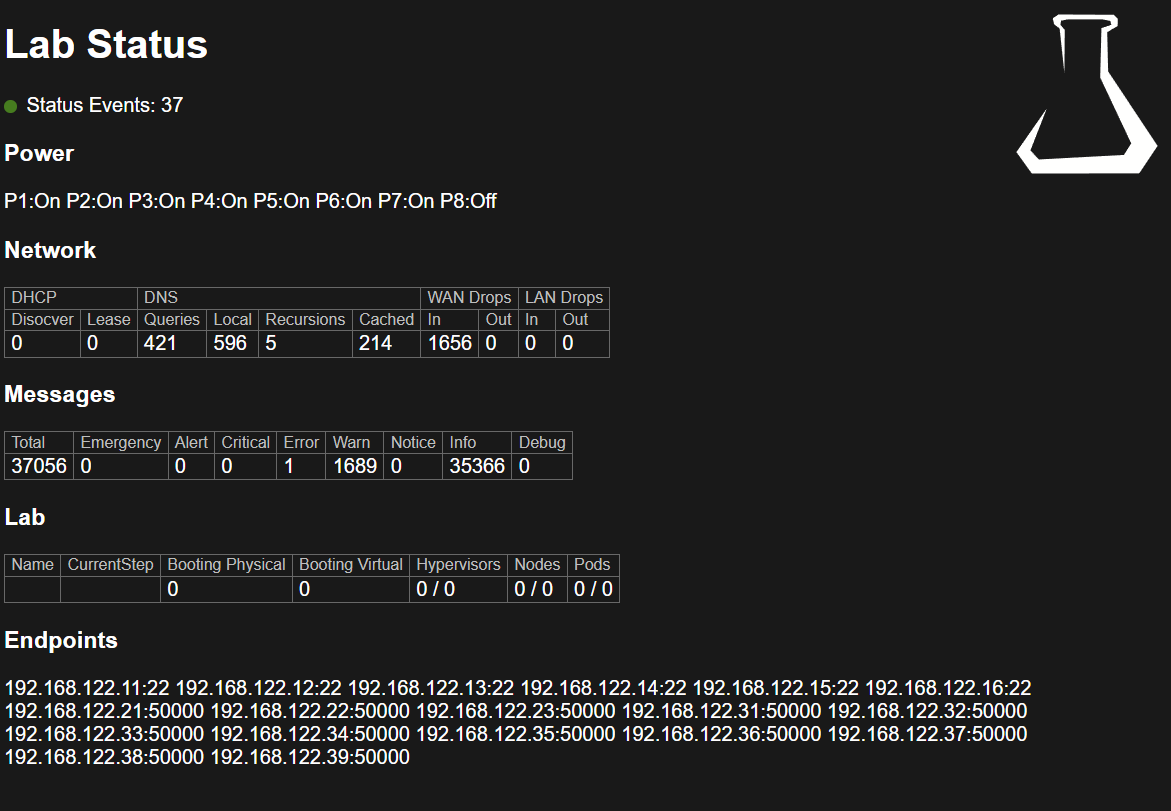 Lab Status
Status Events: 37
Power
P1:On P2:On P3:On P4:On P5:On P6:On P7:On P8:Off
Network
DHCP DNS WAN Drops LAN Drops
Disocver Lease Queries Local Recursions Cached In Out In Out
0 0 421 596 5 214 1656 0 0 0
Messages
Total Emergency Alert Critical Error Warn Notice Info Debug
37056 0 0 0 1 1689 0 35366 0
Lab
Name CurrentStep Booting Physical Booting Virtual Hypervisors Nodes Pods
0 0 0 / 0 0 / 0 0 / 0
Endpoints
192.168.122.11:22 192.168.122.12:22 192.168.122.13:22 192.168.122.14:22 192.168.122.15:22 192.168.122.16:22
192.168.122.21:50000 192.168.122.22:50000 192.168.122.23:50000 192.168.122.31:50000 192.168.122.32:50000
192.168.122.33:50000 192.168.122.34:50000 192.168.122.35:50000 192.168.122.36:50000 192.168.122.37:50000
192.168.122.38:50000 192.168.122.39:50000